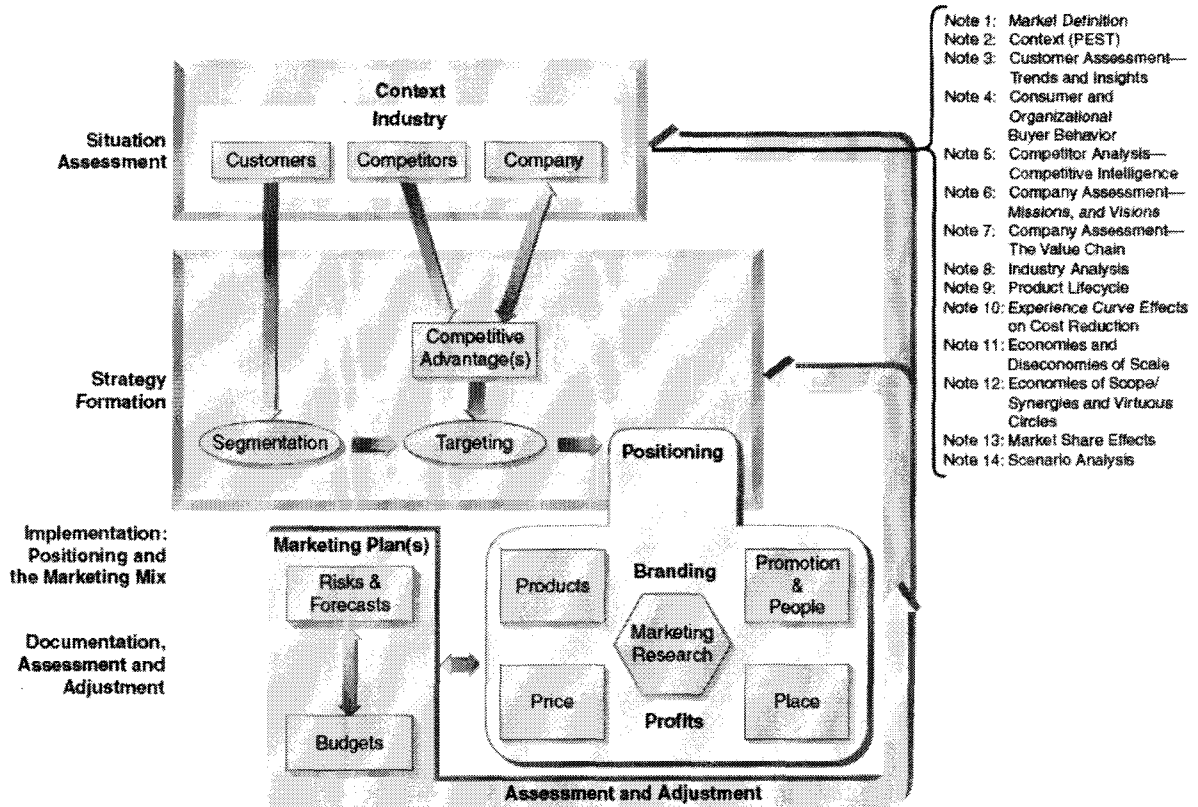 Situation
Assessment
Context
Industry
Customers
Competitors
Company
Strategy
Formation
Competitive
Advantage(s)
Segmentation
Targeting
Positioning
Implementation:
Positioning and
the Marketing Mix
Documentation,
Assessment and
Adjustment
Marketing Plan(s)
Risks &
Forecasts
Budgets
Products
Branding
Promotion
&
People
Marketing
Research
Price
Profits
Place
Assessment and Adjustment
Note 1: Market Definition
Note 2: Context (PEST)
Note 3: Customer Assessment—
Trends and Insights
Note 4: Consumer and
Organizational
Buyer Behavior
Note 5: Competitor Analysis—
Competitive Intelligence
Note 6: Company Assessment—
Missions, and Visions
Note 7: Company Assessment—
The Value Chain
Note 8: Industry Analysis
Note 9: Product Lifecycle
Note 10: Experience Curve Effects
on Cost Reduction
Note 11: Economies and
Diseconomies of Scale
Note 12: Economies of Scope/
Synergies and Virtuous
Circles
Note 13: Market Share Effects
Note 14: Scenario Analysis